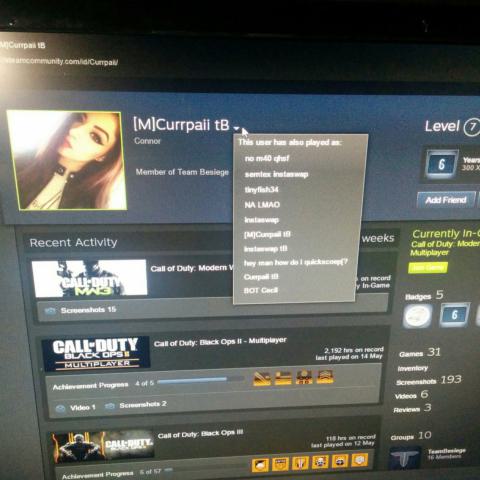 [M]Currpaii tB
steamcommunity.com/id/Currpaii/
[M]Currpaii tB
Connor
Member of Team Besiege
This user has also played as:
no m40 qhsf
semtex instaswap
tinyfish34
NA LMAO
instaswap
[M]Currpaii tB
instaswap tB
hey man how do I quickscoep[?
Currpaii tB
BOT Cecil
Level 7
6
Years
300 X
Add Friend
Recent Activity
weeks
Call of Duty: Modern W
on record
In-Game
CALL OF DUTY
MW3
Screenshots 15
CALL OF DUTY
BLACK OPS II
MULTIPLAYER
Call of Duty: Black Ops II - Multiplayer
2,192 hrs on record
last played on 14 May
Achievement Progress 4 of 5
Video 1
Screenshots 2
CALL OF DUTY
BLACK OPS
Call of Duty: Black Ops III
118 hrs on record
last played on 12 May
Achievement Progress 6 of 57
Currently In-G
Call of Duty: Modern
Multiplayer
Join Game
Badges 5
6
Games 31
Inventory
Screenshots 193
Videos 6
Reviews 3
Groups 10
TeamBesiege
16 Members